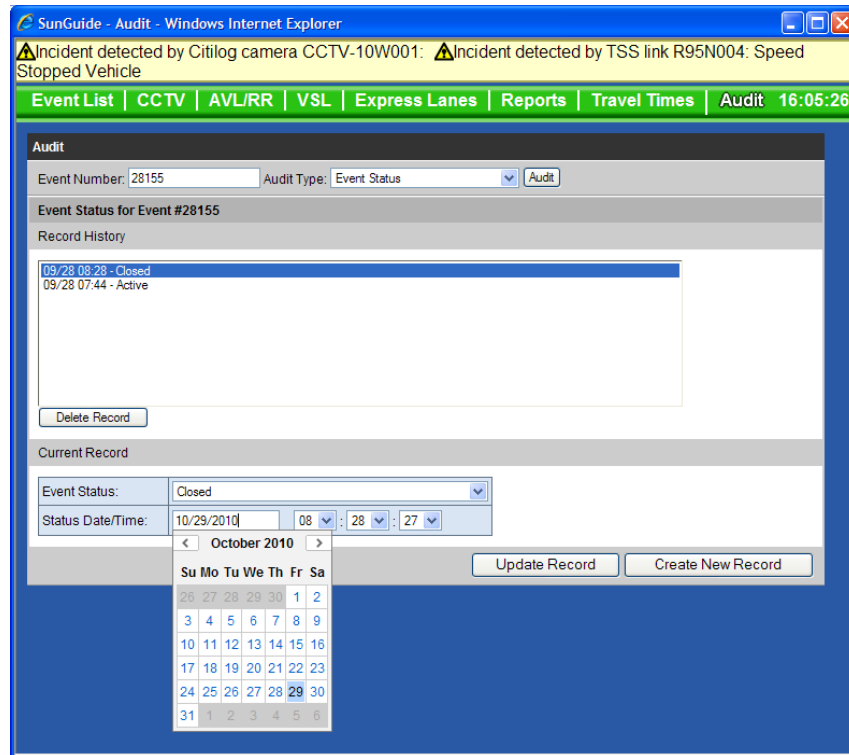 SunGuide - Audit - Windows Internet Explorer
Incident detected by Citilog camera CCTV-10W001: Incident detected by TSS link R95N004: Speed
Stopped Vehicle
Event List | CCTV | AVL/RR | VSL | Express Lanes | Reports | Travel Times | Audit 16:05:26
Audit
Event Number: 28155 Audit Type: Event Status Audit
Event Status for Event #28155
Record History
09/28 08:28 - Closed
09/28 07:44 - Active
Delete Record
Current Record
Event Status: Closed
Status Date/Time: 10/29/2010 08 : 28 : 27
< October 2010 >
Update Record Create New Record
Su Mo Tu We Th Fr Sa
26 27 28 29 30 1 2
3 4 5 6 7 8 9
10 11 12 13 14 15 16
17 18 19 20 21 22 23
24 25 26 27 28 29 30
31 1 2 3 4 5 6